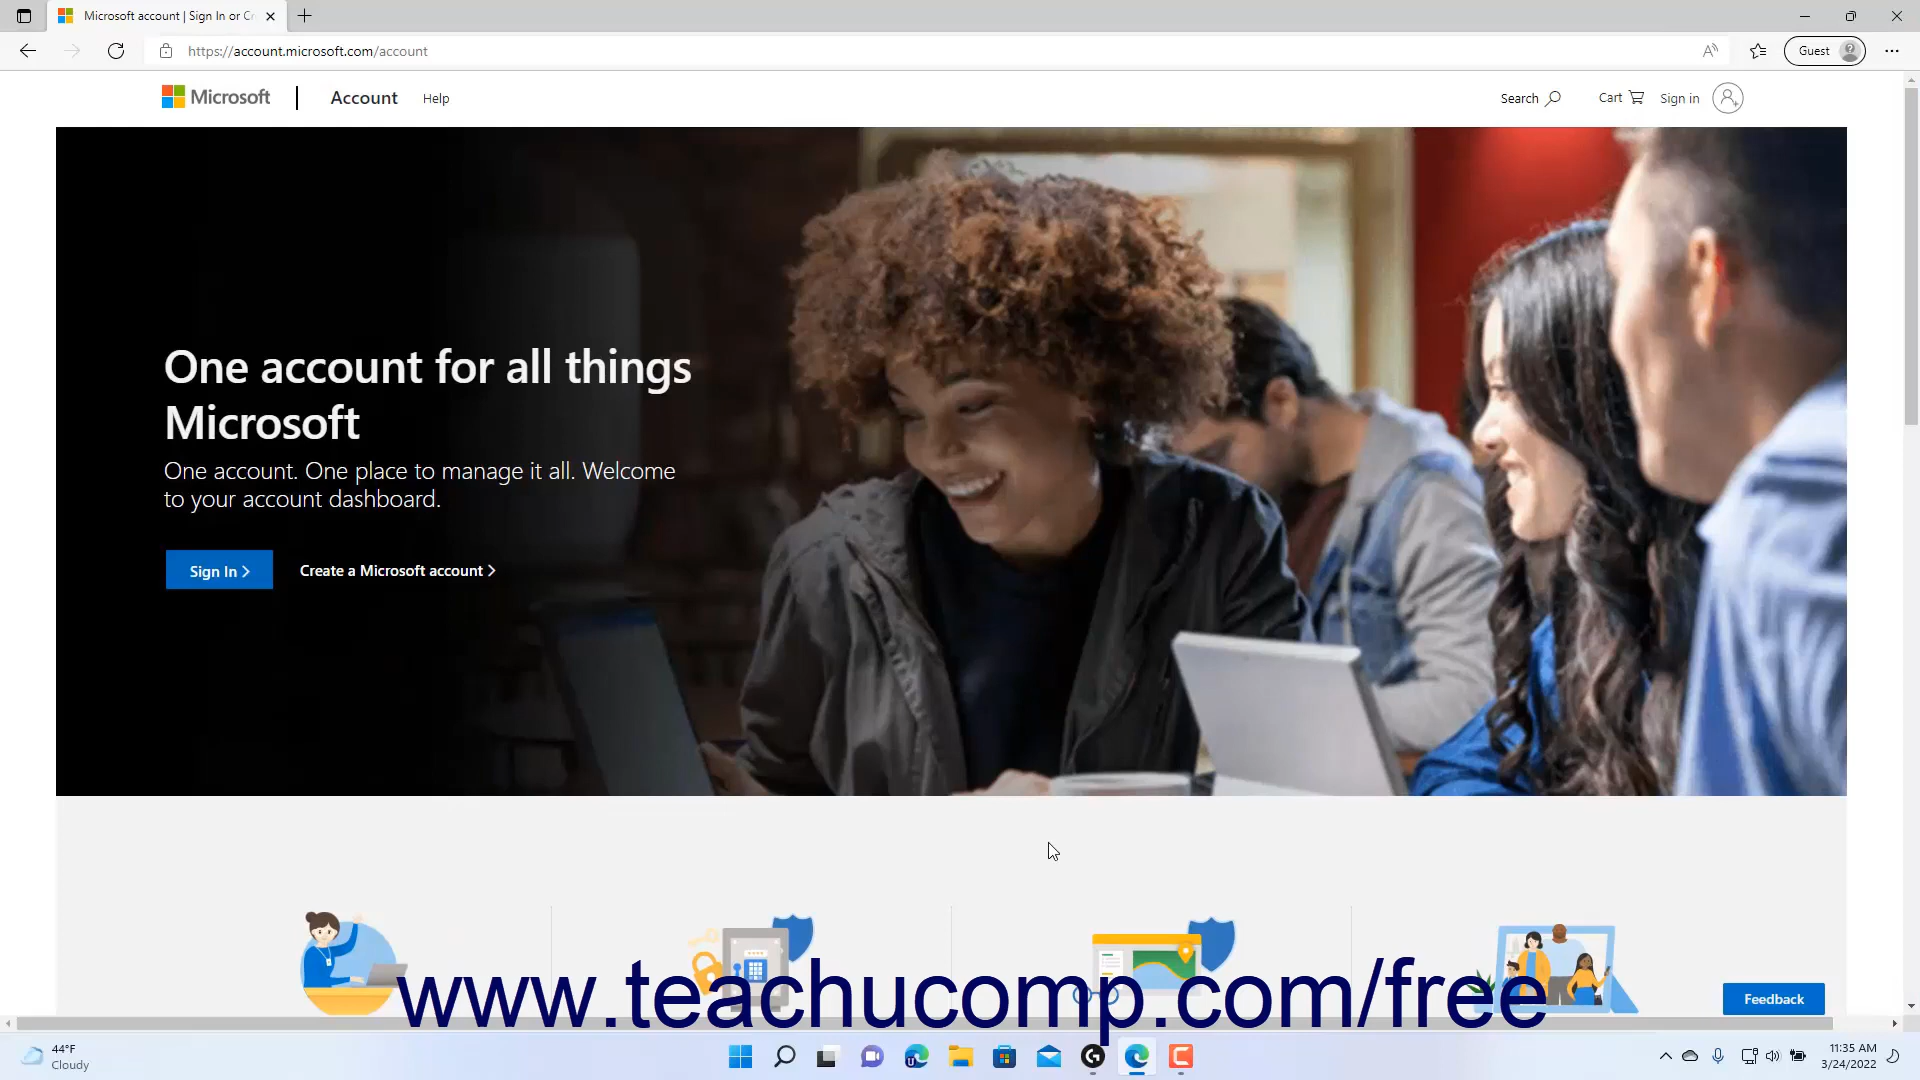 Microsoft account | Sign In or Cr
https://account.microsoft.com/account
Guest
Microsoft
Account
Help
Search
Cart
Sign in
One account for all things
Microsoft
One account. One place to manage it all. Welcome
to your account dashboard.
Sign In >
Create a Microsoft account >
www.teachucomp.com/free
Feedback
44°F
Cloudy
11:35 AM
3/24/2022